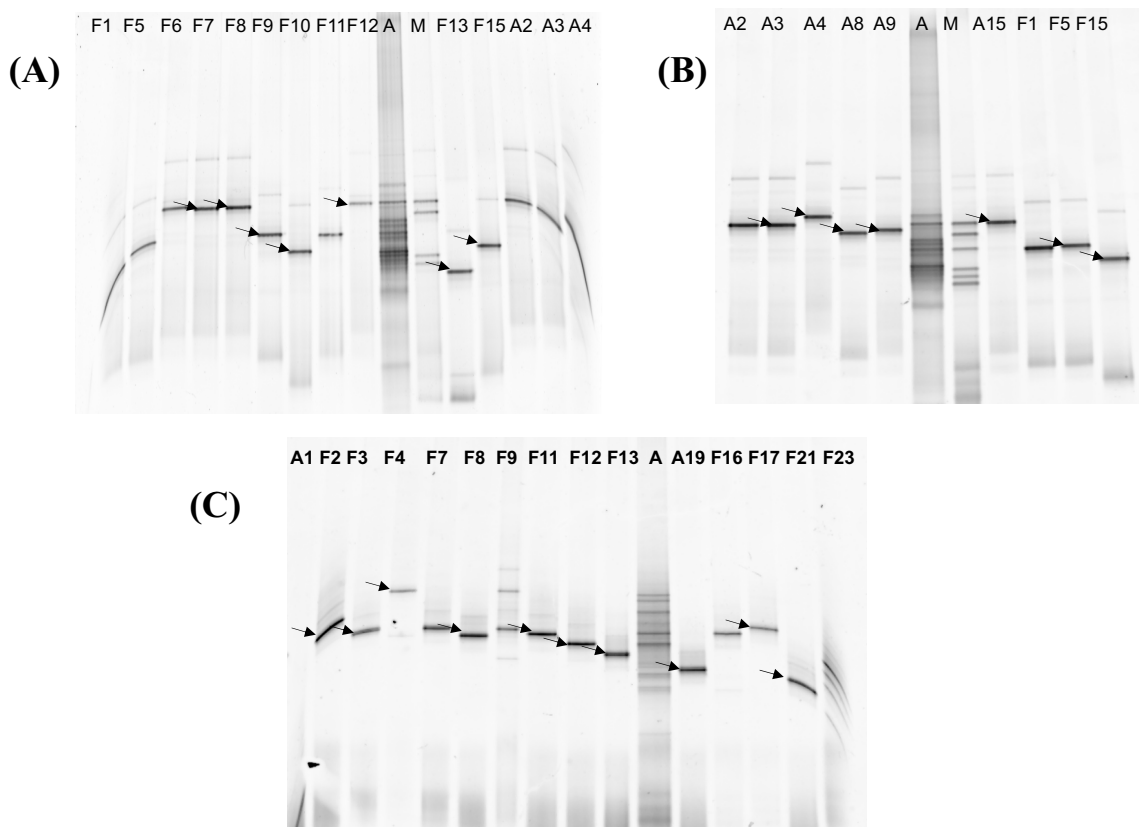 F1 F5 F6 F7 F8 F9 F10 F11 F12 A M F13 F15 A2 A3 A4
(A)
A2 A3 A4 A8 A9 A M A15 F1 F5 F15
(B)
A1 F2 F3 F4 F7 F8 F9 F11 F12 F13 A A19 F16 F17 F21 F23
(C)